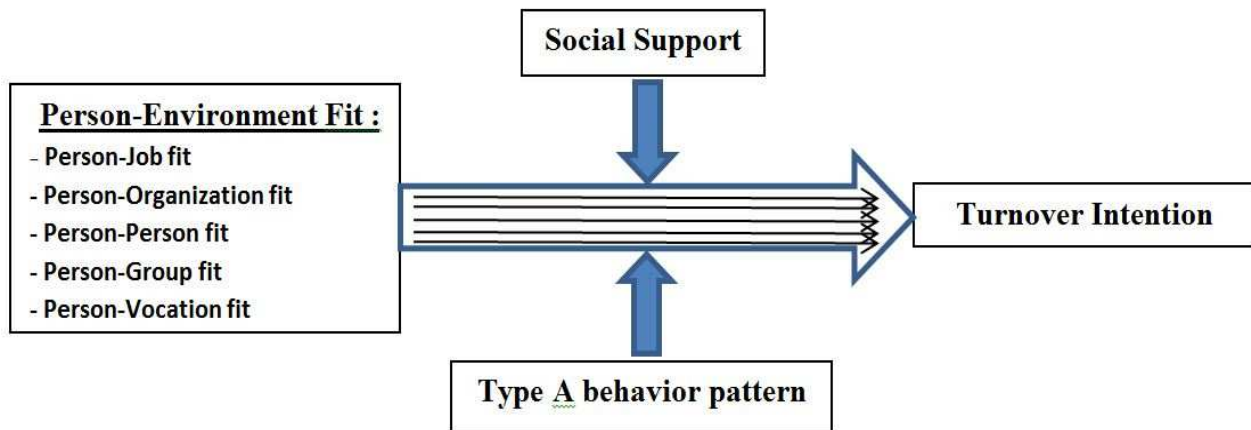 Social Support
Person-Environment Fit :
- Person-Job fit
- Person-Organization fit
- Person-Person fit
- Person-Group fit
- Person-Vocation fit
Turnover Intention
Type A behavior pattern